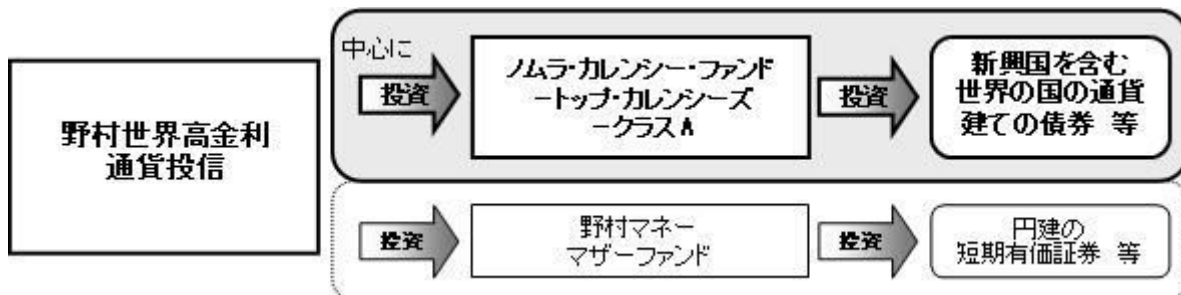 野村世界高金利
通貨投信
中心に
投資
ノムラ・カレンシー・ファンド
－トップ・カレンシーズ
－クラスA
投資
新興国を含む
世界の国の通貨
建ての債券 等
投資
野村マネー
マザーファンド
投資
円建の
短期有価証券 等